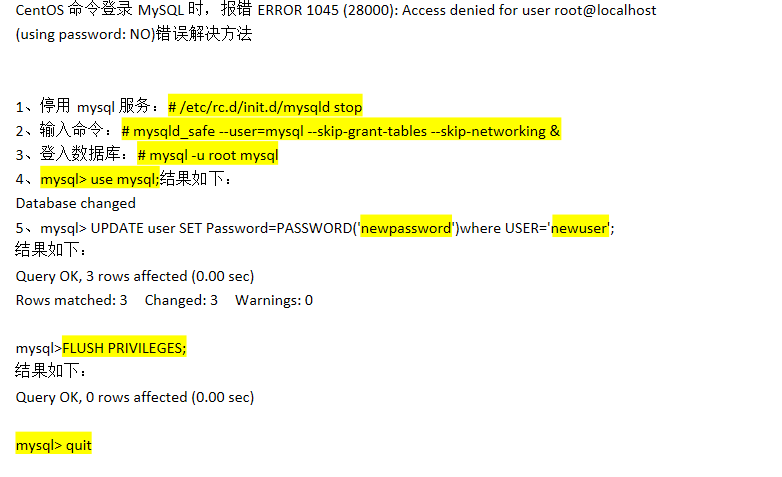 CentOS 命令登录 MySQL 时，报错 ERROR 1045 (28000): Access denied for user root@localhost
(using password: NO)错误解决方法
1、停用 mysql 服务：# /etc/rc.d/init.d/mysqld stop
2、输入命令：# mysqld_safe --user=mysql --skip-grant-tables --skip-networking &
3、登入数据库：# mysql -u root mysql
4、mysql> use mysql;结果如下：
Database changed
5、mysql> UPDATE user SET Password=PASSWORD('newpassword')where USER='newuser';
结果如下：
Query OK, 3 rows affected (0.00 sec)
Rows matched: 3    Changed: 3    Warnings: 0
mysql>FLUSH PRIVILEGES;
结果如下：
Query OK, 0 rows affected (0.00 sec)
mysql> quit